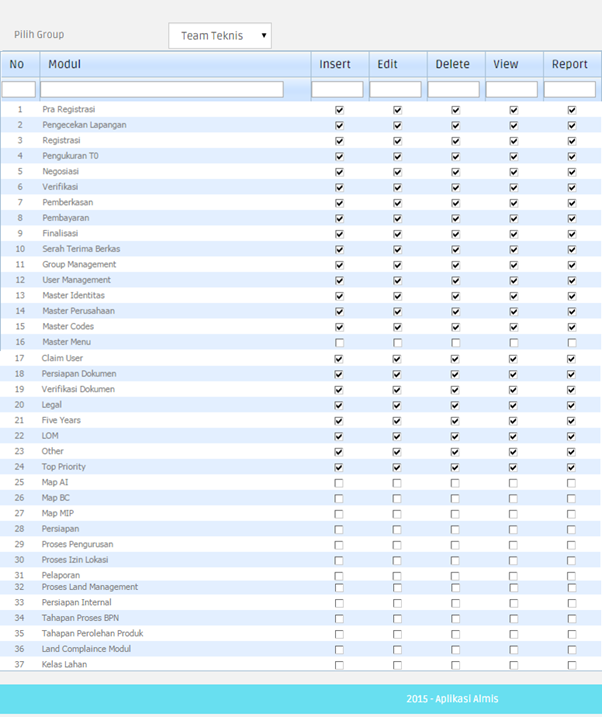 Pilih Group Team Teknis
No Modul Insert Edit Delete View Report
1 Pra Registrasi
2 Pengecekan Lapangan
3 Registrasi
4 Pengukuran T0
5 Negosiasi
6 Verifikasi
7 Pemberkasan
8 Pembayaran
9 Finalisasi
10 Serah Terima Berkas
11 Group Management
12 User Management
13 Master Identitas
14 Master Perusahaan
15 Master Codes
16 Master Menu
17 Claim User
18 Persiapan Dokumen
19 Verifikasi Dokumen
20 Legal
21 Five Years
22 LOM
23 Other
24 Top Priority
25 Map AI
26 Map BC
27 Map MIP
28 Persiapan
29 Proses Pengurusan
30 Proses Izin Lokasi
31 Pelaporan
32 Proses Land Management
33 Persiapan Internal
34 Tahapan Proses BPN
35 Tahapan Perolehan Produk
36 Land Complaince Modul
37 Kelas Lahan
2015 - Aplikasi Almis